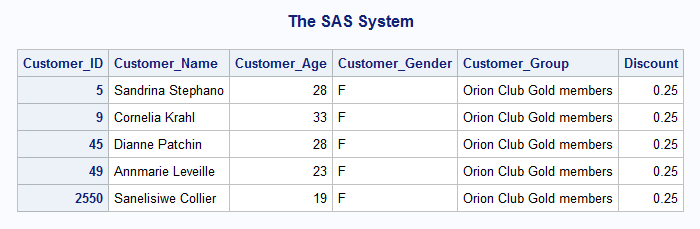 The SAS System
Customer_ID Customer_Name Customer_Age Customer_Gender Customer_Group Discount
5 Sandrina Stephano 28 F Orion Club Gold members 0.25
9 Cornelia Krahl 33 F Orion Club Gold members 0.25
45 Dianne Patchin 28 F Orion Club Gold members 0.25
49 Annmarie Leveille 23 F Orion Club Gold members 0.25
2550 Sanelisiwe Collier 19 F Orion Club Gold members 0.25